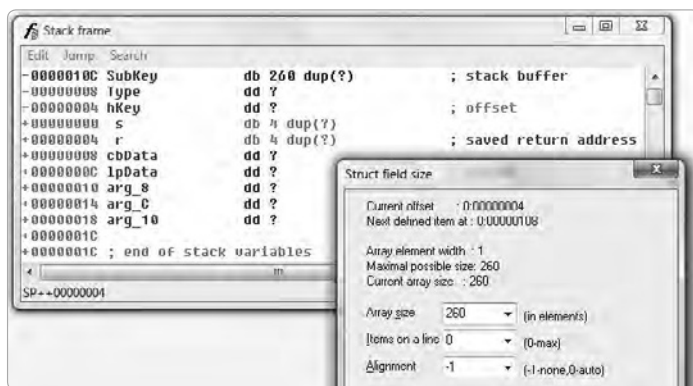 Stack frame
Edit Jump Search
-0000010C SubKey db 260 dup(?) ; stack buffer
-00000008 Type dd ?
-00000004 hKey dd ? ; offset
+00000000 s db 4 dup(?)
+00000004 r db 4 dup(?) ; saved return address
+00000008 cbData dd ?
+0000000C lpData dd ?
+00000010 arg_8 dd ?
+00000014 arg_C dd ?
+00000018 arg_10 dd ?
+0000001C
+0000001C ; end of stack variables
SP++00000004
Struct field size
Current offset : 0:00000004
Next defined item at : 0:00000108
Array element width : 1
Maximal possible size: 260
Current array size : 260
Array size 260 (in elements)
Items on a line 0 (0-max)
Alignment -1 (-1-none,0-auto)